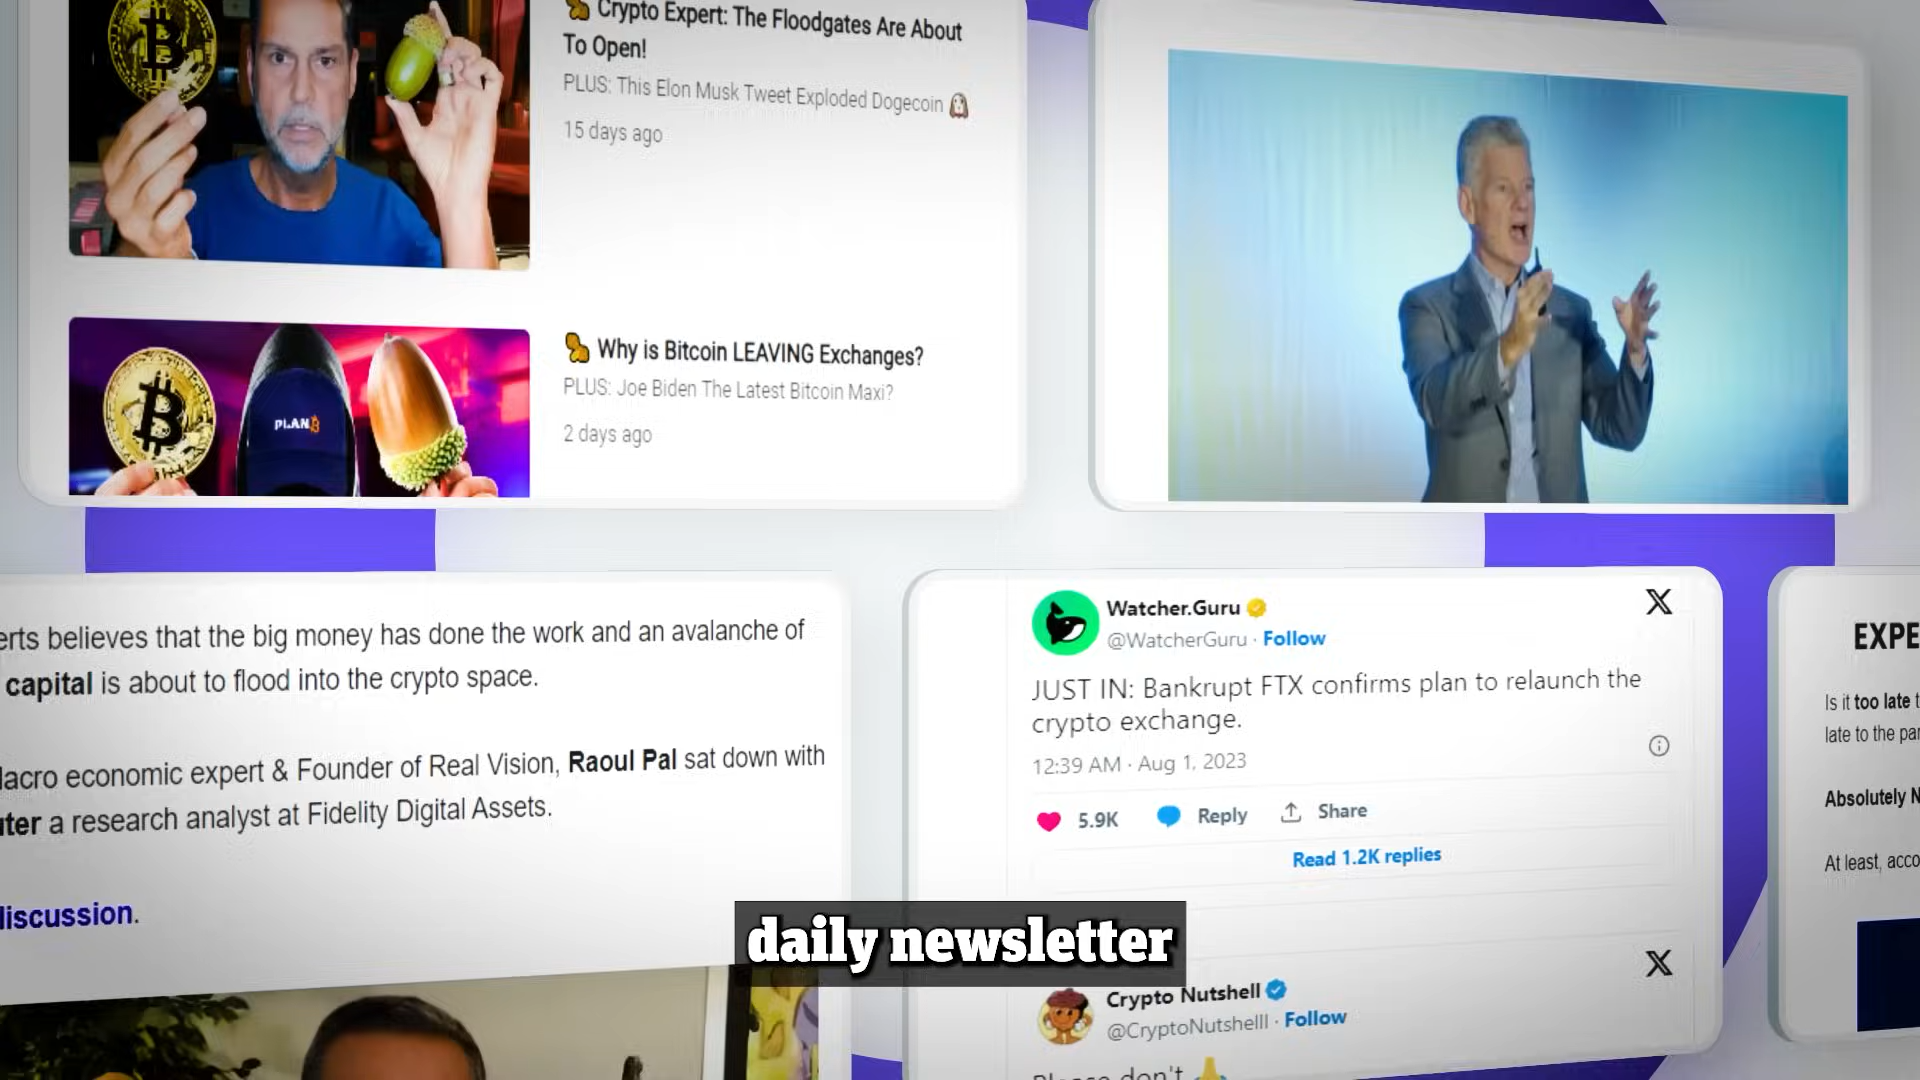 Crypto Expert: The Floodgates Are About
To Open!
PLUS: This Elon Musk Tweet Exploded Dogecoin
15 days ago
PLAN
Why is Bitcoin LEAVING Exchanges?
PLUS: Joe Biden The Latest Bitcoin Maxi?
2 days ago
erts believes that the big money has done the work and an avalanche of
capital is about to flood into the crypto space.
Macro economic expert & Founder of Real Vision, Raoul Pal sat down with
uter a research analyst at Fidelity Digital Assets.
discussion.
Watcher.Guru
@WatcherGuru · Follow
JUST IN: Bankrupt FTX confirms plan to relaunch the
crypto exchange.
12:39 AM · Aug 1, 2023
5.9K Reply Share
Read 1.2K replies
Crypto Nutshell
@CryptoNutshelll · Follow
Please don't
EXPE
Is it too late t
late to the par
Absolutely N
At least, acco
daily newsletter